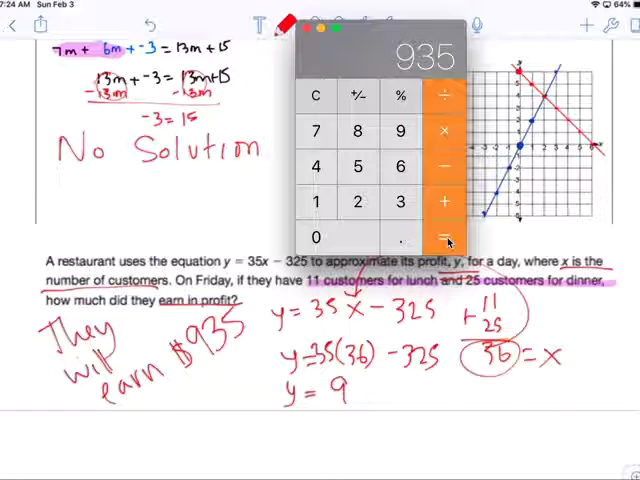 7:24 AM Sun Feb 3
64%
7m + 6m + -3 = 13m + 15
13m + -3 = 13m + 15
- 13m - 13m
-3 = 15
No Solution
935
C +/- % ÷
7 8 9 ×
4 5 6 −
1 2 3 +
0 . =
A restaurant uses the equation y = 35x − 325 to approximate its profit, y, for a day, where x is the
number of customers. On Friday, if they have 11 customers for lunch and 25 customers for dinner,
how much did they earn in profit?
They will earn $935
y = 35x - 325
y=35(36) -325
y = 9
11
+ 25
36 = x